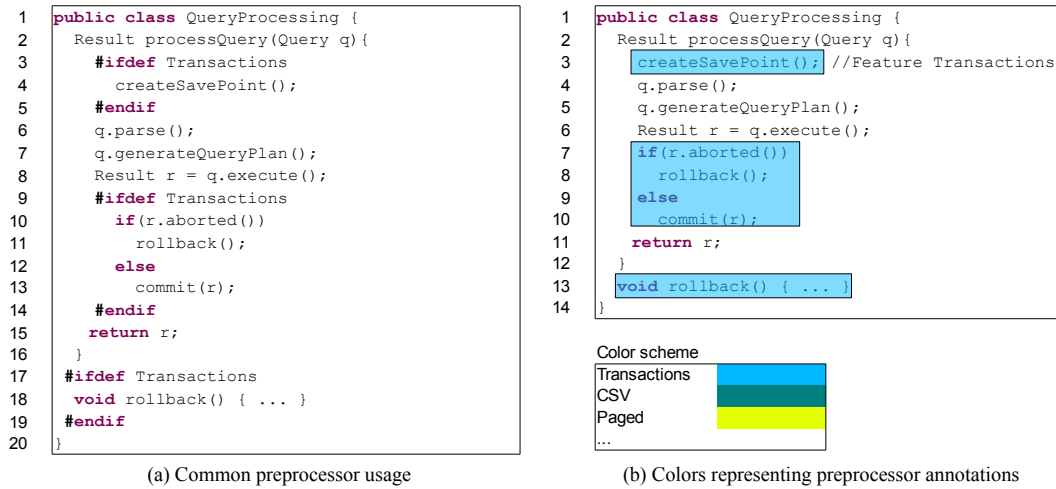 1 public class QueryProcessing {
2 Result processQuery(Query q){
3 #ifdef Transactions
4 createSavePoint();
5 #endif
6 q.parse();
7 q.generateQueryPlan();
8 Result r = q.execute();
9 #ifdef Transactions
10 if(r.aborted())
11 rollback();
12 else
13 commit(r);
14 #endif
15 return r;
16 }
17 #ifdef Transactions
18 void rollback() { ... }
19 #endif
20 }
(a) Common preprocessor usage
1 public class QueryProcessing {
2 Result processQuery(Query q){
3 createSavePoint(); //Feature Transactions
4 q.parse();
5 q.generateQueryPlan();
6 Result r = q.execute();
7 if(r.aborted())
8 rollback();
9 else
10 commit(r);
11 return r;
12 }
13 void rollback() { ... }
14 }
Color scheme
Transactions
CSV
Paged
...
(b) Colors representing preprocessor annotations